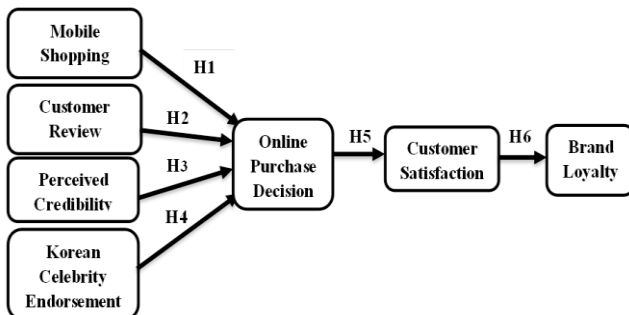 Mobile
Shopping
H1
Customer
Review
H2
Perceived
Credibility
H3
Korean
Celebrity
Endorsement
H4
Online
Purchase
Decision
H5
Customer
Satisfaction
H6
Brand
Loyalty